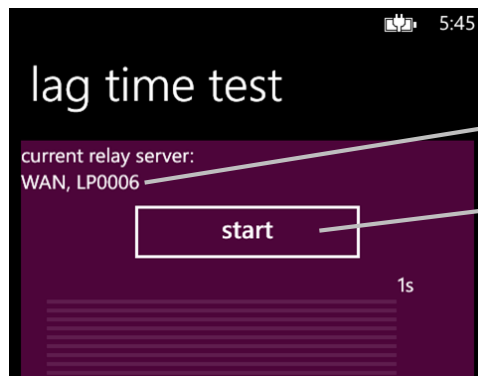 5:45
lag time test
current relay server:
WAN, LP0006
start
1s